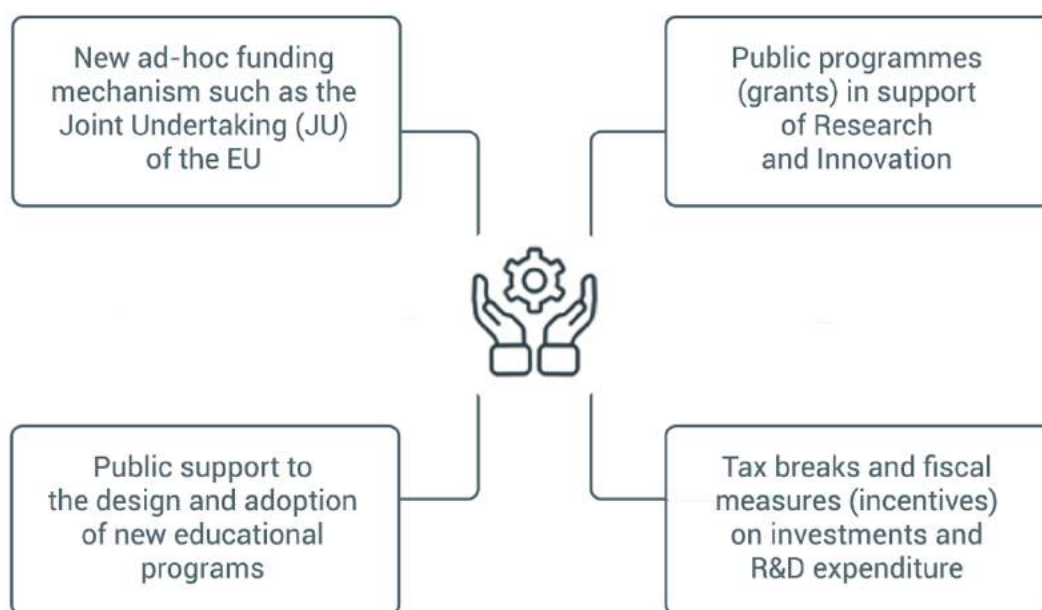 New ad-hoc funding
mechanism such as the
Joint Undertaking (JU)
of the EU
Public programmes
(grants) in support
of Research
and Innovation
Public support to
the design and adoption
of new educational
programs
Tax breaks and fiscal
measures (incentives)
on investments and
R&D expenditure